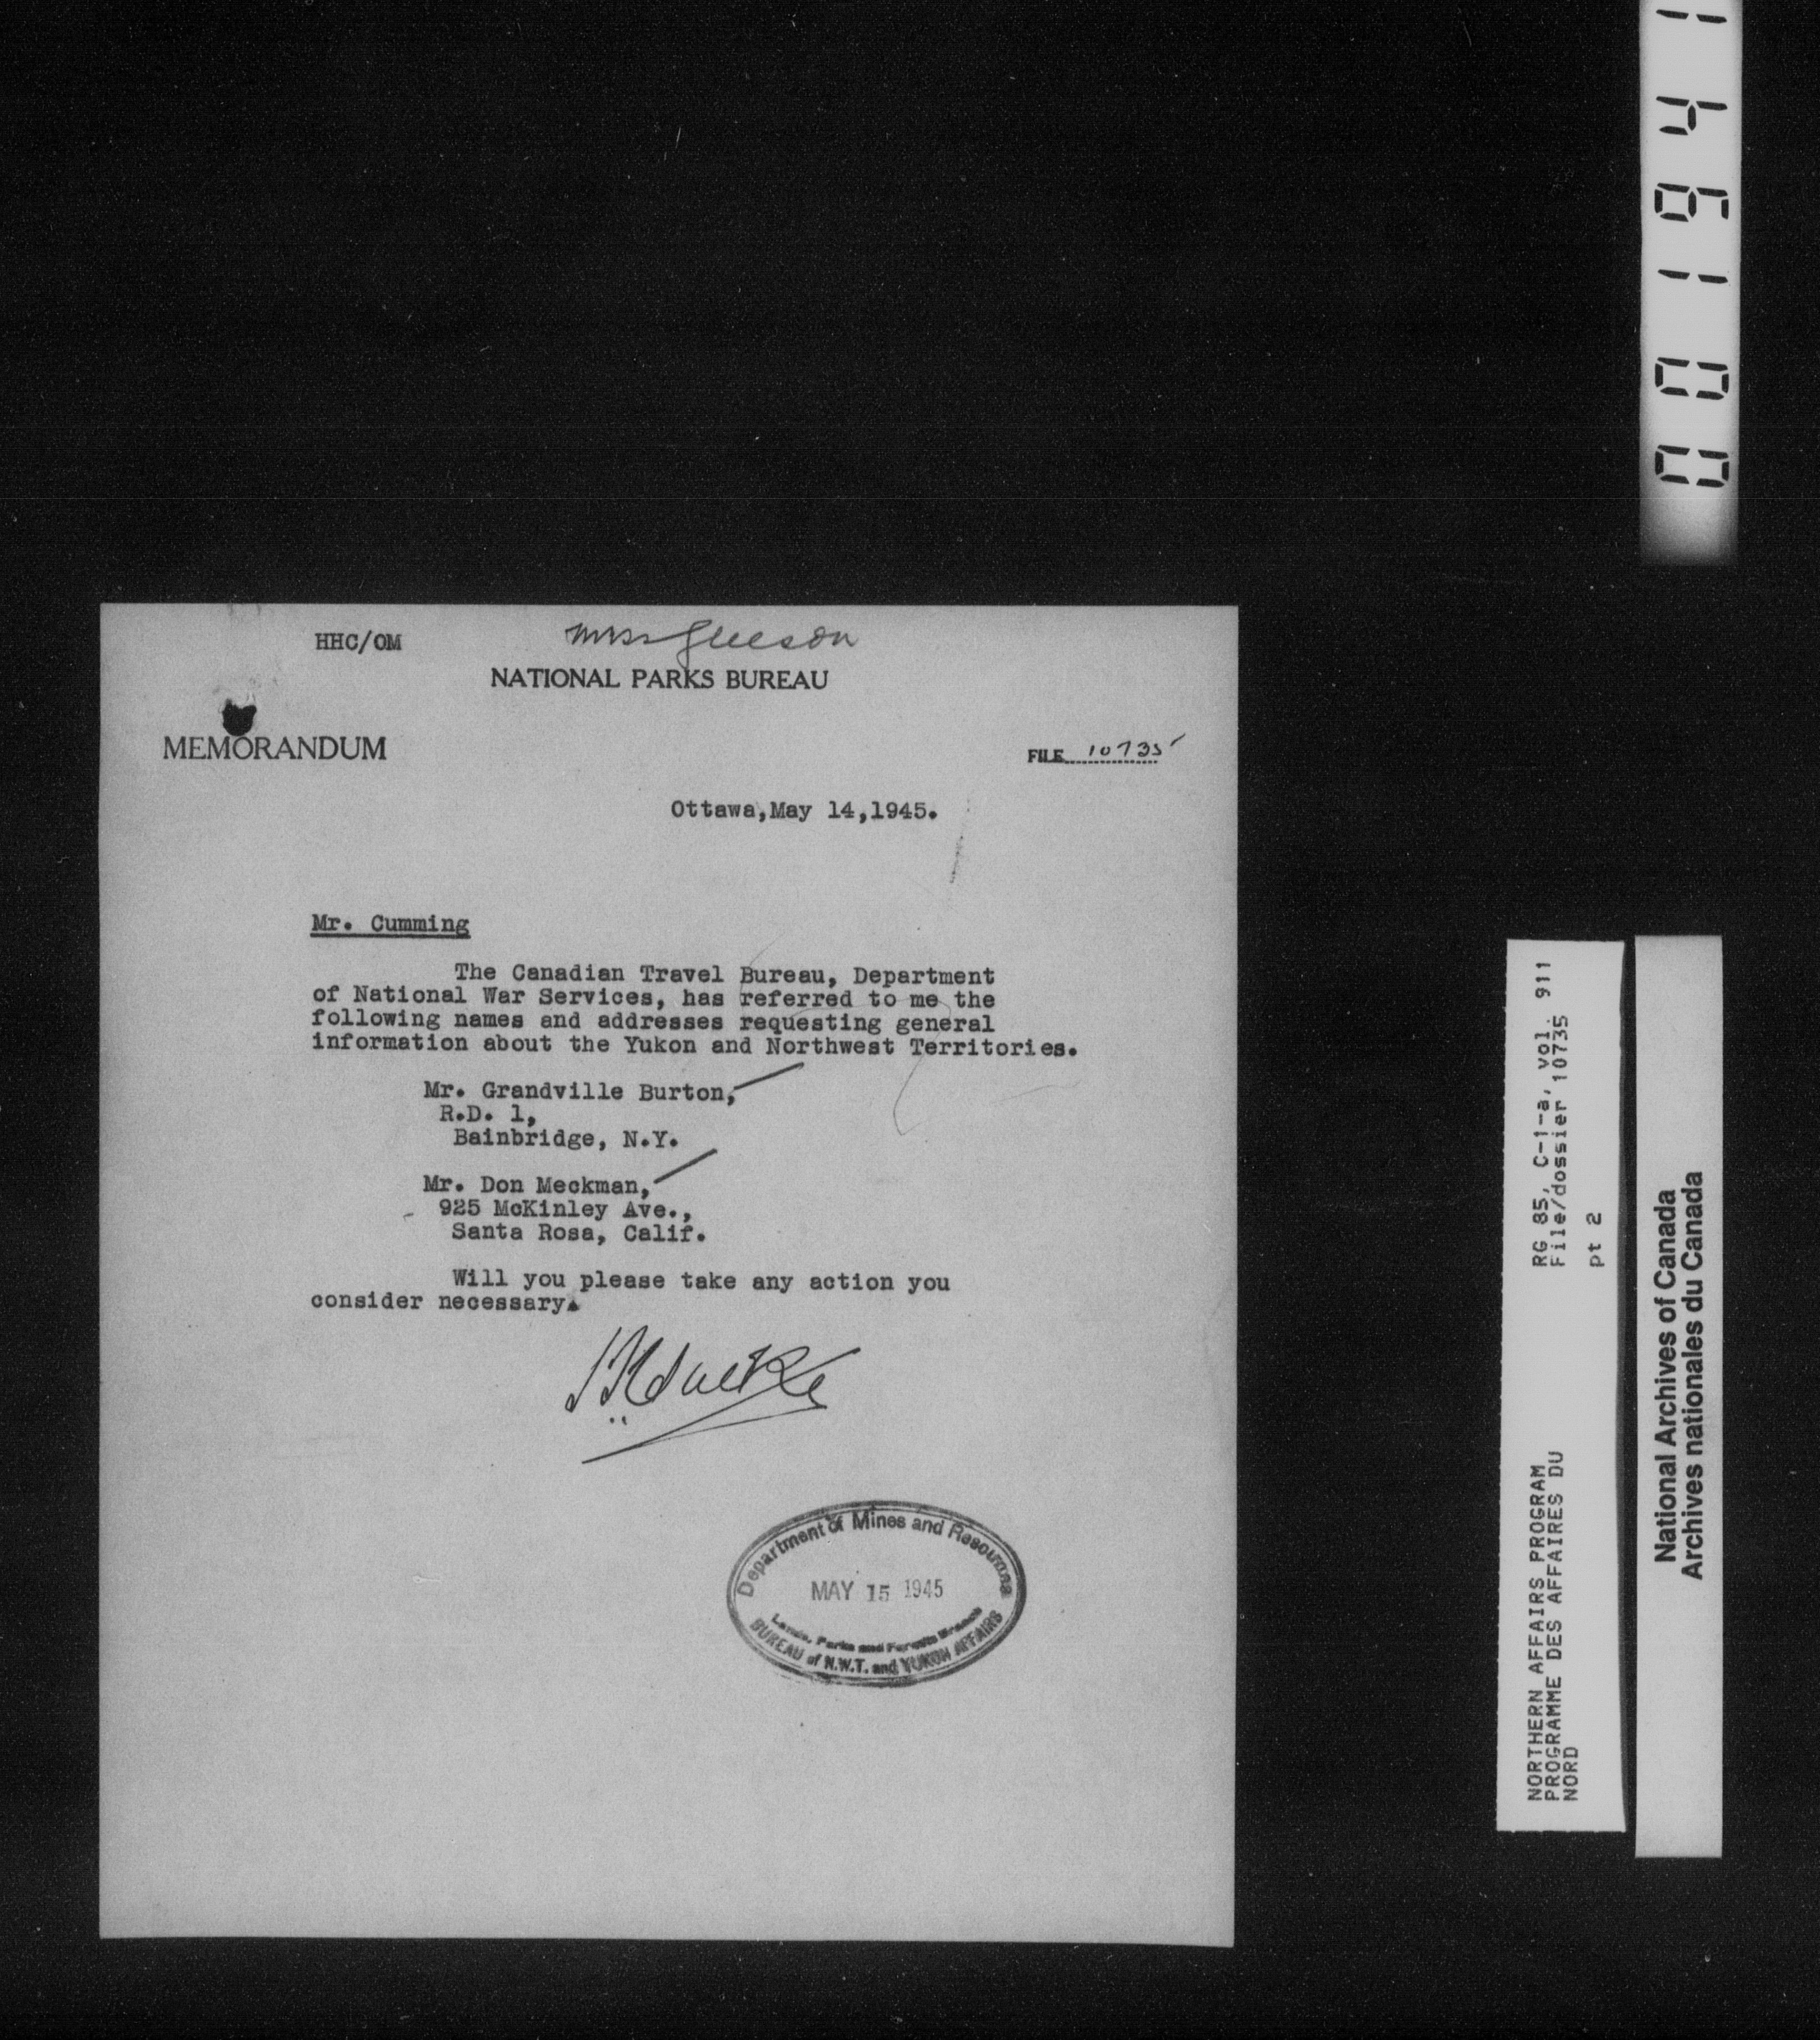 HHC/OM
Miss Gleeson
NATIONAL PARKS BUREAU
MEMORANDUM
FILE 10735
Ottawa,May 14,1945.
Mr. Cumming
The Canadian Travel Bureau, Department
of National War Services, has referred to me the
following names and addresses requesting general
information about the Yukon and Northwest Territories.
Mr. Grandville Burton,
R.D. 1,
Bainbridge, N.Y.
Mr. Don Meckman,
925 McKinley Ave.,
Santa Rosa, Calif.
Will you please take any action you
consider necessary.
Department of Mines and Resources
MAY 15 1945
Lands, Parks and Forests Branch
BUREAU of N.W.T. and YUKON AFFAIRS
001941
RG 85, C-1-a, vol. 911
File/dossier 10735
pt 2
NORTHERN AFFAIRS PROGRAM
PROGRAMME DES AFFAIRES DU
NORD
National Archives of Canada
Archives nationales du Canada